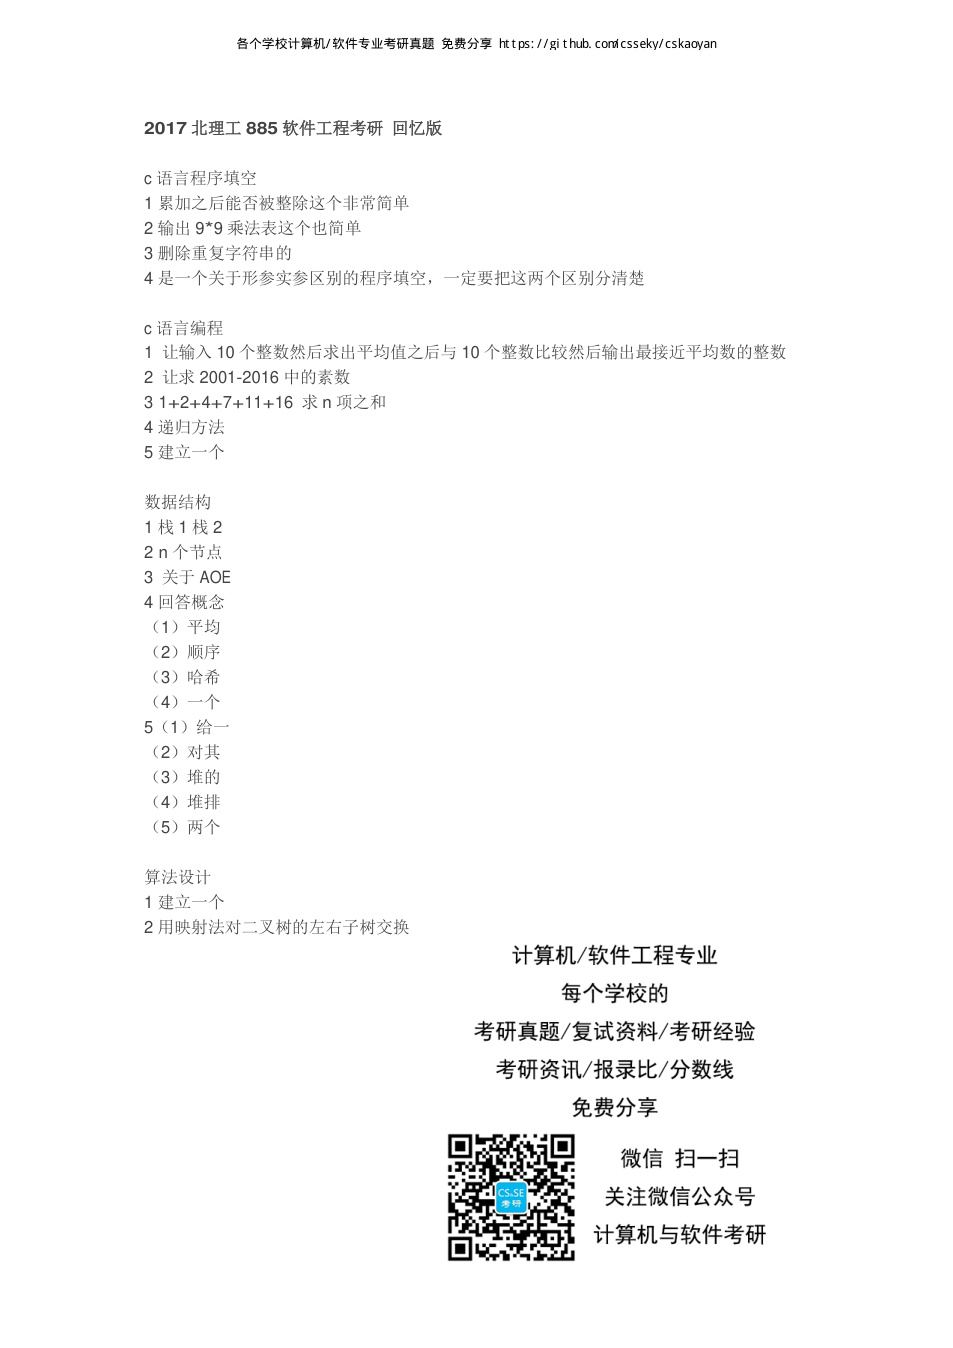 各个学校计算机/软件专业考研真题 免费分享 https://github.com/csseky/cskaoyan
2017 北理工 885 软件工程考研 回忆版
c 语言程序填空
1 累加之后能否被整除这个非常简单
2 输出 9*9 乘法表这个也简单
3 删除重复字符串的
4 是一个关于形参实参区别的程序填空，一定要把这两个区别分清楚
c 语言编程
1 让输入 10 个整数然后求出平均值之后与 10 个整数比较然后输出最接近平均数的整数
2 让求 2001-2016 中的素数
3 1+2+4+7+11+16 求 n 项之和
4 递归方法
5 建立一个
数据结构
1 栈 1 栈 2
2 n 个节点
3 关于 AOE
4 回答概念
（1）平均
（2）顺序
（3）哈希
（4）一个
5（1）给一
（2）对其
（3）堆的
（4）堆排
（5）两个
算法设计
1 建立一个
2 用映射法对二叉树的左右子树交换
计算机/软件工程专业
每个学校的
考研真题/复试资料/考研经验
考研资讯/报录比/分数线
免费分享
微信 扫一扫
关注微信公众号
计算机与软件考研
CS&SE
考研